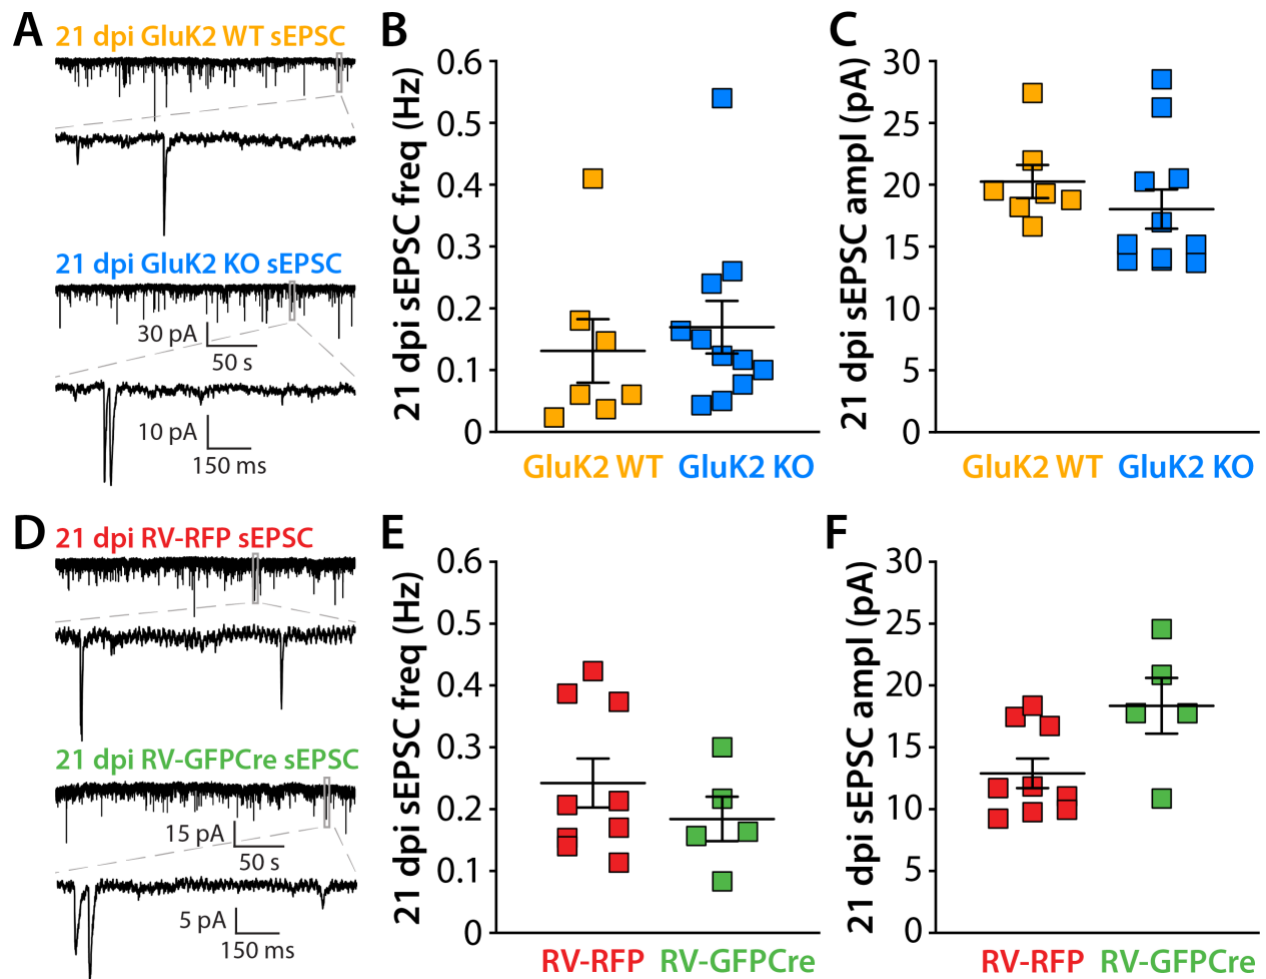 A
21 dpi GluK2 WT sEPSC
21 dpi GluK2 KO sEPSC
30 pA
50 s
10 pA
150 ms
B
21 dpi sEPSC freq (Hz)
0.6
0.5
0.4
0.3
0.2
0.1
0
GluK2 WT GluK2 KO
C
21 dpi sEPSC ampl (pA)
30
25
20
15
10
5
0
GluK2 WT GluK2 KO
D
21 dpi RV-RFP sEPSC
21 dpi RV-GFPCre sEPSC
15 pA
50 s
5 pA
150 ms
E
21 dpi sEPSC freq (Hz)
0.6
0.5
0.4
0.3
0.2
0.1
0
RV-RFP RV-GFPCre
F
21 dpi sEPSC ampl (pA)
30
25
20
15
10
5
0
RV-RFP RV-GFPCre